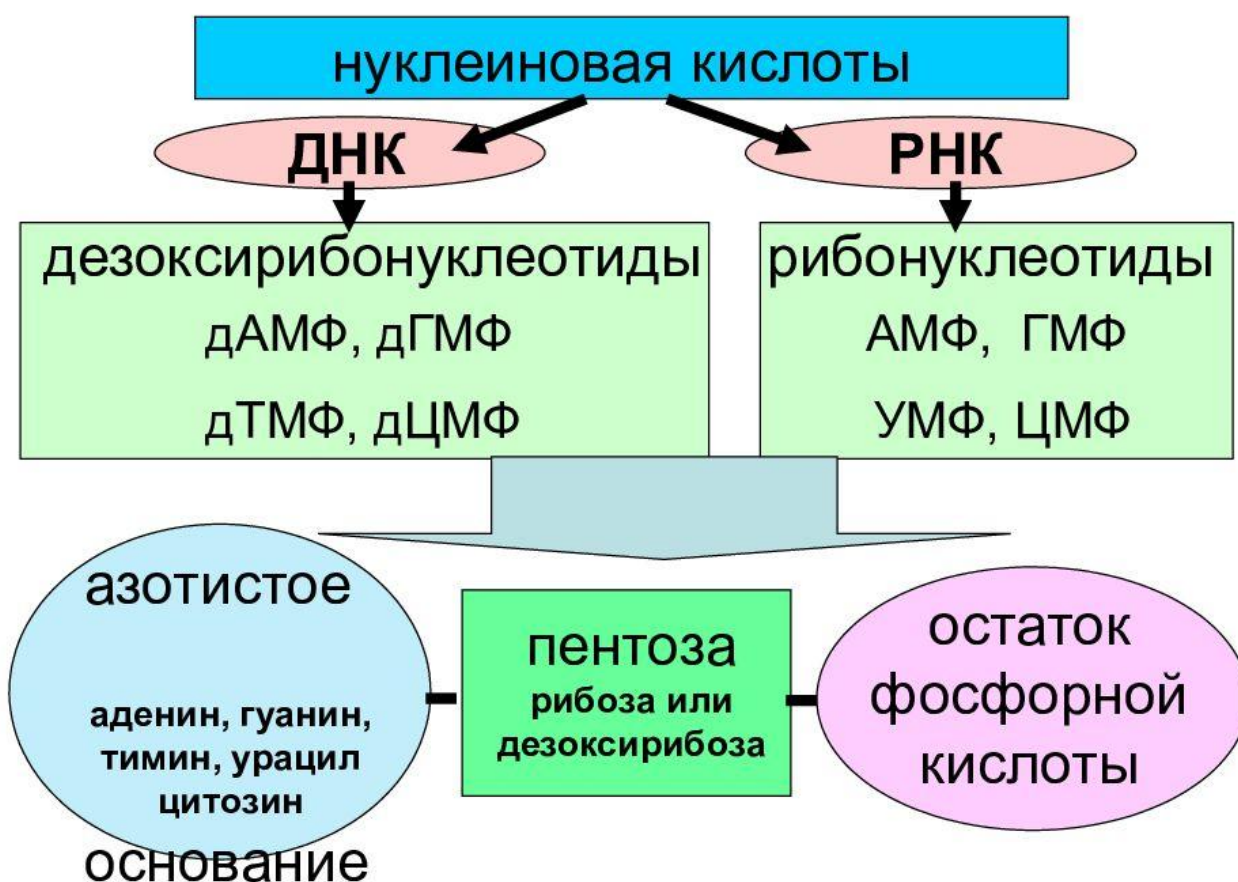 нуклеиновая кислоты
ДНК
РНК
дезоксирибонуклеотиды
дАМФ, дГМФ
дТМФ, дЦМФ
рибонуклеотиды
АМФ, ГМФ
УМФ, ЦМФ
азотистое
аденин, гуанин,
тимин, урацил
цитозин
основание
пентоза
рибоза или
дезоксирибоза
остаток
фосфорной
кислоты